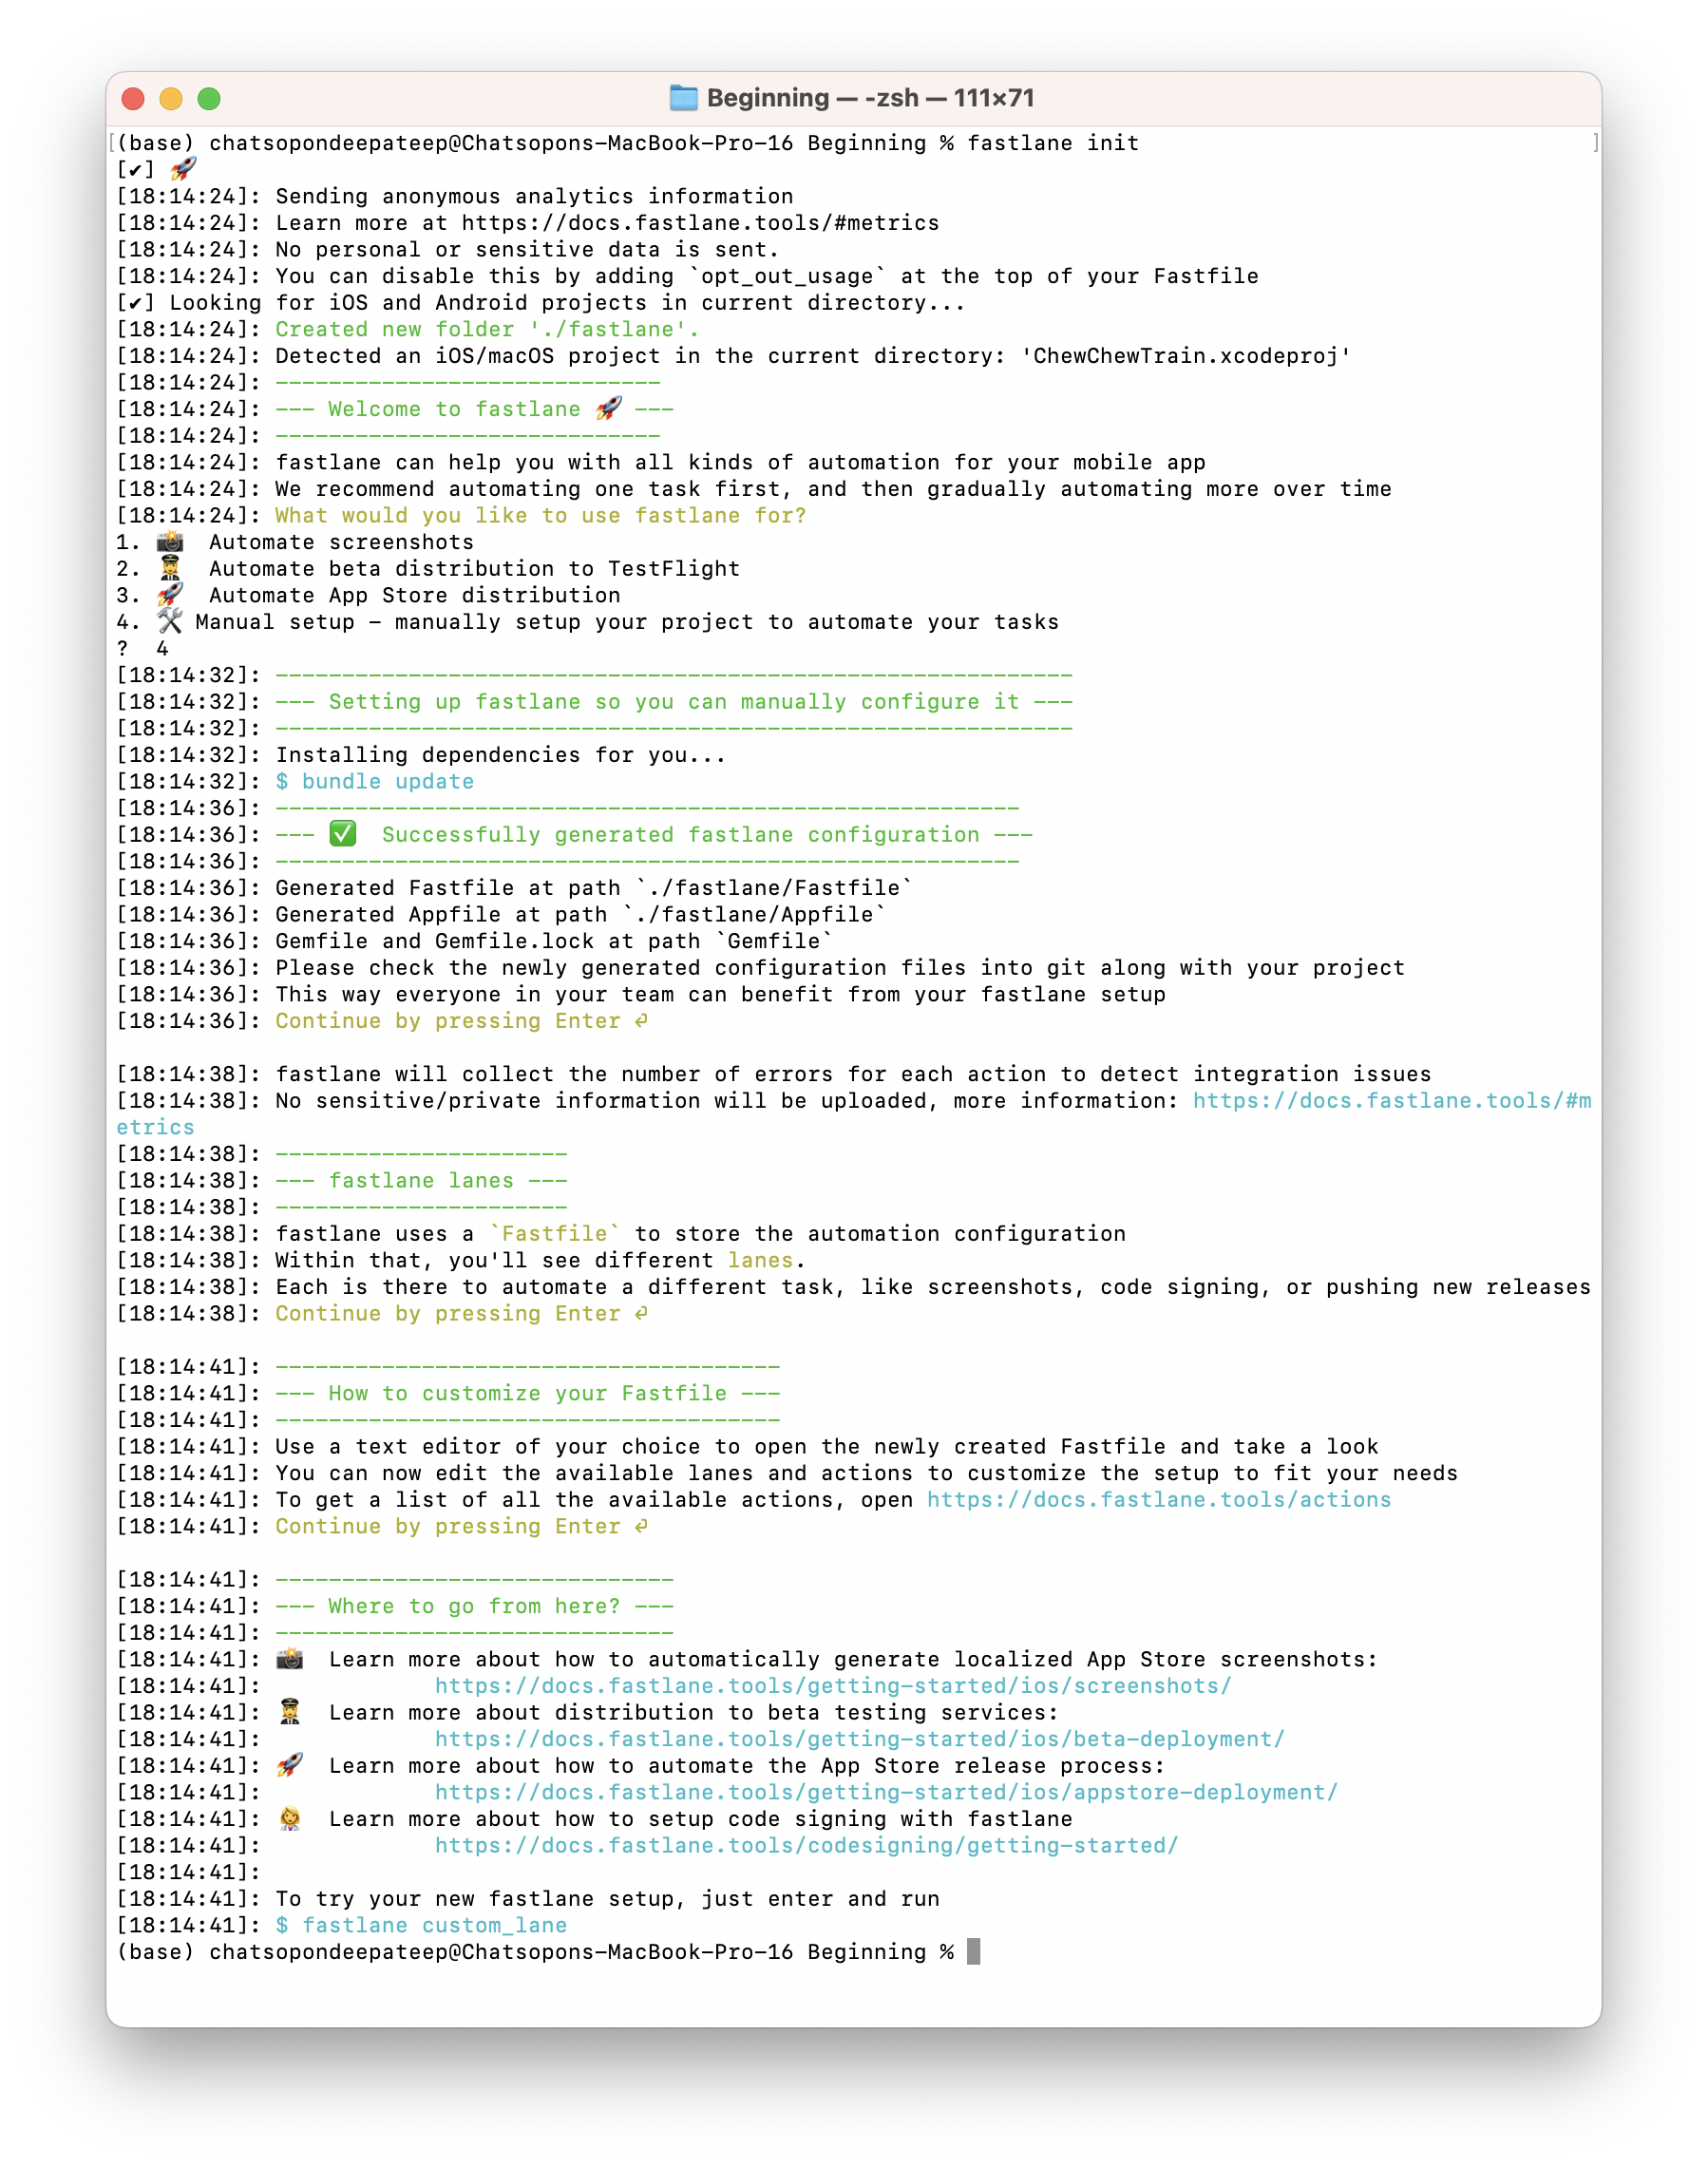 Beginning — -zsh — 111×71
[(base) chatsopondeepateep@Chatsopons-MacBook-Pro-16 Beginning % fastlane init ]
[✔] 🚀
[18:14:24]: Sending anonymous analytics information
[18:14:24]: Learn more at https://docs.fastlane.tools/#metrics
[18:14:24]: No personal or sensitive data is sent.
[18:14:24]: You can disable this by adding `opt_out_usage` at the top of your Fastfile
[✔] Looking for iOS and Android projects in current directory...
[18:14:24]: Created new folder './fastlane'.
[18:14:24]: Detected an iOS/macOS project in the current directory: 'ChewChewTrain.xcodeproj'
[18:14:24]: -----------------------------
[18:14:24]: --- Welcome to fastlane 🚀 ---
[18:14:24]: -----------------------------
[18:14:24]: fastlane can help you with all kinds of automation for your mobile app
[18:14:24]: We recommend automating one task first, and then gradually automating more over time
[18:14:24]: What would you like to use fastlane for?
1. 📸  Automate screenshots
2. 👩‍✈️  Automate beta distribution to TestFlight
3. 🚀  Automate App Store distribution
4. 🛠 Manual setup - manually setup your project to automate your tasks
?  4
[18:14:32]: ------------------------------------------------------------
[18:14:32]: --- Setting up fastlane so you can manually configure it ---
[18:14:32]: ------------------------------------------------------------
[18:14:32]: Installing dependencies for you...
[18:14:32]: $ bundle update
[18:14:36]: --------------------------------------------------------
[18:14:36]: --- ✅  Successfully generated fastlane configuration ---
[18:14:36]: --------------------------------------------------------
[18:14:36]: Generated Fastfile at path `./fastlane/Fastfile`
[18:14:36]: Generated Appfile at path `./fastlane/Appfile`
[18:14:36]: Gemfile and Gemfile.lock at path `Gemfile`
[18:14:36]: Please check the newly generated configuration files into git along with your project
[18:14:36]: This way everyone in your team can benefit from your fastlane setup
[18:14:36]: Continue by pressing Enter ⏎
[18:14:38]: fastlane will collect the number of errors for each action to detect integration issues
[18:14:38]: No sensitive/private information will be uploaded, more information: https://docs.fastlane.tools/#m
etrics
[18:14:38]: ----------------------
[18:14:38]: --- fastlane lanes ---
[18:14:38]: ----------------------
[18:14:38]: fastlane uses a `Fastfile` to store the automation configuration
[18:14:38]: Within that, you'll see different lanes.
[18:14:38]: Each is there to automate a different task, like screenshots, code signing, or pushing new releases
[18:14:38]: Continue by pressing Enter ⏎
[18:14:41]: --------------------------------------
[18:14:41]: --- How to customize your Fastfile ---
[18:14:41]: --------------------------------------
[18:14:41]: Use a text editor of your choice to open the newly created Fastfile and take a look
[18:14:41]: You can now edit the available lanes and actions to customize the setup to fit your needs
[18:14:41]: To get a list of all the available actions, open https://docs.fastlane.tools/actions
[18:14:41]: Continue by pressing Enter ⏎
[18:14:41]: ------------------------------
[18:14:41]: --- Where to go from here? ---
[18:14:41]: ------------------------------
[18:14:41]: 📸  Learn more about how to automatically generate localized App Store screenshots:
[18:14:41]:             https://docs.fastlane.tools/getting-started/ios/screenshots/
[18:14:41]: 👩‍✈️  Learn more about distribution to beta testing services:
[18:14:41]:             https://docs.fastlane.tools/getting-started/ios/beta-deployment/
[18:14:41]: 🚀  Learn more about how to automate the App Store release process:
[18:14:41]:             https://docs.fastlane.tools/getting-started/ios/appstore-deployment/
[18:14:41]: 👩‍⚕️  Learn more about how to setup code signing with fastlane
[18:14:41]:             https://docs.fastlane.tools/codesigning/getting-started/
[18:14:41]:
[18:14:41]: To try your new fastlane setup, just enter and run
[18:14:41]: $ fastlane custom_lane
(base) chatsopondeepateep@Chatsopons-MacBook-Pro-16 Beginning %